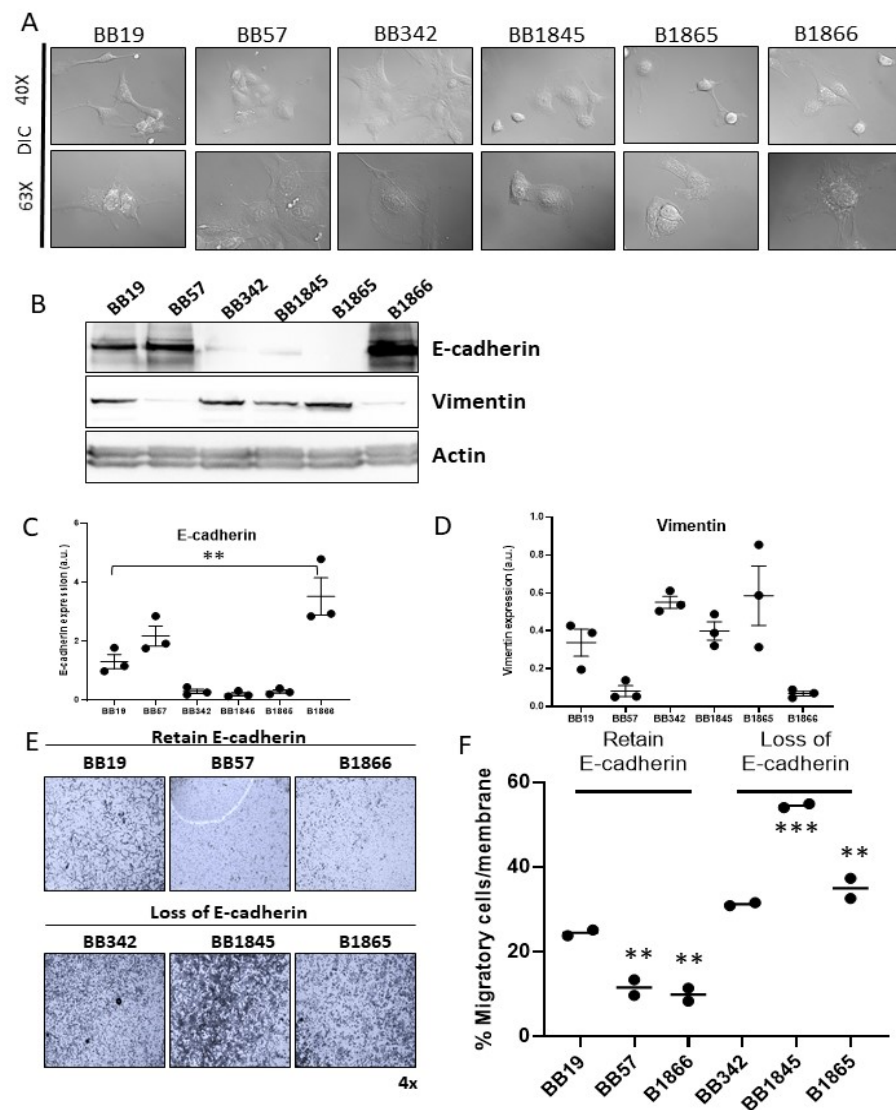 A
BB19 BB57 BB342 BB1845 B1865 B1866
40X
DIC
63X
B
BB19 BB57 BB342 BB1845 B1865 B1866
E-cadherin
Vimentin
Actin
C
E-cadherin
**
E-cadherin expression (a.u.)
6
4
2
0
BB19 BB57 BB342 BB1845 B1865 B1866
D
Vimentin
Vimentin expression (a.u.)
1.0
0.8
0.6
0.4
0.2
0.0
BB19 BB57 BB342 BB1845 B1865 B1866
E
Retain E-cadherin
BB19 BB57 B1866
Loss of E-cadherin
BB342 BB1845 B1865
4x
F
Retain
E-cadherin
Loss of
E-cadherin
% Migratory cells/membrane
60
40
20
0
** ** *** **
BB19 BB57 B1866 BB342 BB1845 B1865